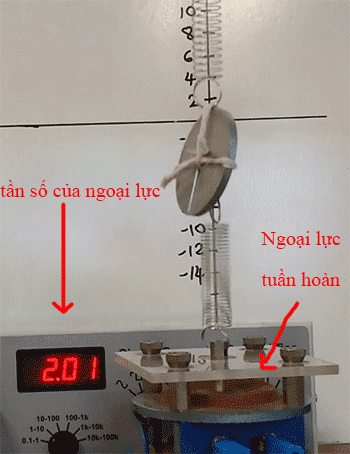 10
8
6
4
2
tần số của ngoại lực
-10
-12
-14
Ngoại lực
tuần hoàn
2.01
10-100
100-1k
1-10
1k-10k
0.1-1
10k-100k